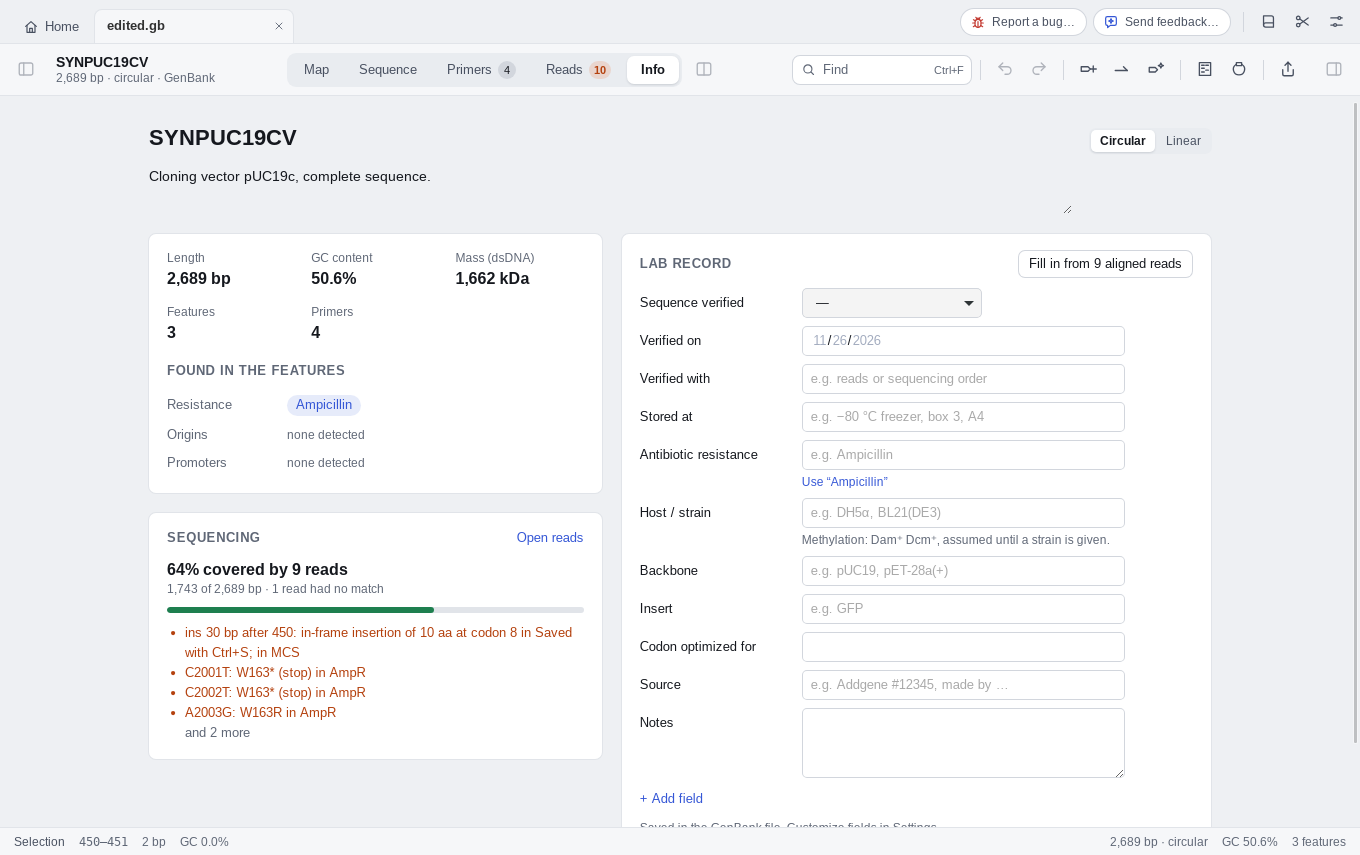 Home
edited.gb
Report a bug…
Send feedback…
SYNPUC19CV
2,689 bp · circular · GenBank
Map
Sequence
Primers 4
Reads 10
Info
Find
Ctrl+F
SYNPUC19CV
Circular
Linear
Cloning vector pUC19c, complete sequence.
Length
2,689 bp
GC content
50.6%
Mass (dsDNA)
1,662 kDa
Features
3
Primers
4
FOUND IN THE FEATURES
Resistance
Ampicillin
Origins
none detected
Promoters
none detected
SEQUENCING
Open reads
64% covered by 9 reads
1,743 of 2,689 bp · 1 read had no match
ins 30 bp after 450: in-frame insertion of 10 aa at codon 8 in Saved
with Ctrl+S; in MCS
C2001T: W163* (stop) in AmpR
C2002T: W163* (stop) in AmpR
A2003G: W163R in AmpR
and 2 more
LAB RECORD
Fill in from 9 aligned reads
Sequence verified
—
Verified on
11/26/2026
Verified with
e.g. reads or sequencing order
Stored at
e.g. −80 °C freezer, box 3, A4
Antibiotic resistance
e.g. Ampicillin
Use “Ampicillin”
Host / strain
e.g. DH5α, BL21(DE3)
Methylation: Dam⁺ Dcm⁺, assumed until a strain is given.
Backbone
e.g. pUC19, pET-28a(+)
Insert
e.g. GFP
Codon optimized for
Source
e.g. Addgene #12345, made by …
Notes
+ Add field
Saved in the GenBank file. Customize fields in Settings.
Selection
450–451
2 bp
GC 0.0%
2,689 bp · circular
GC 50.6%
3 features